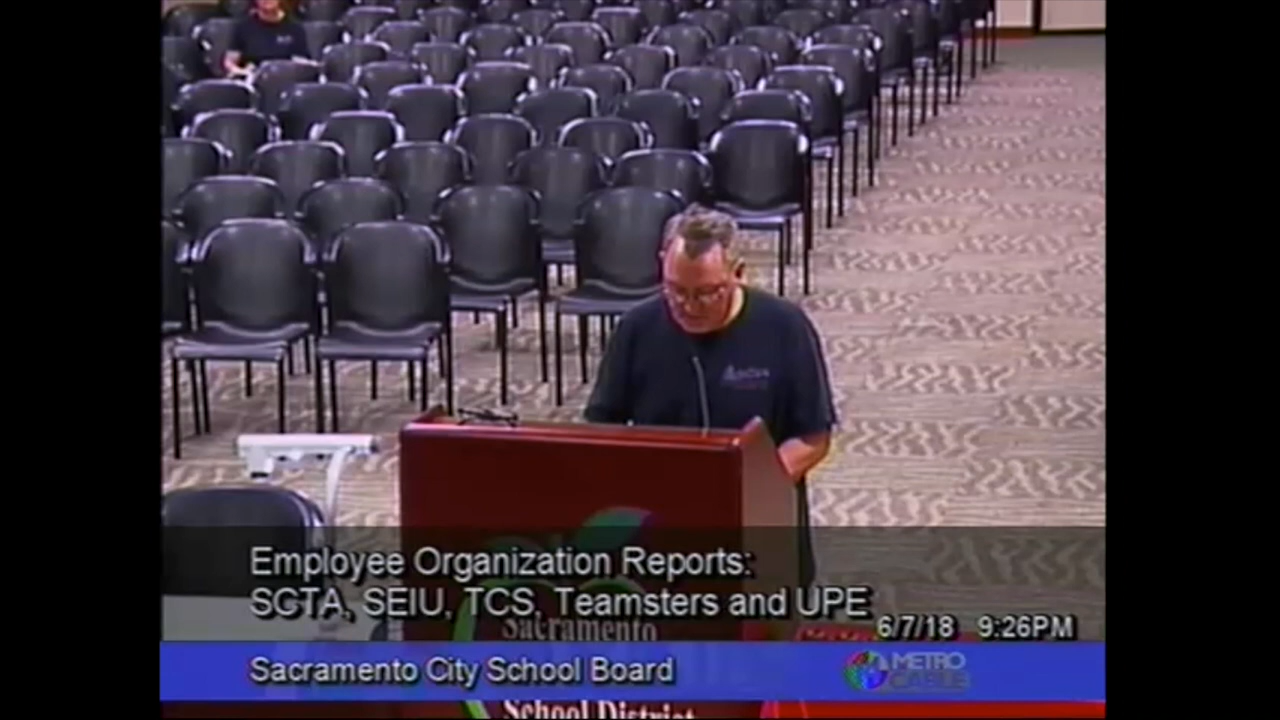 Employee Organization Reports:
SCTA, SEIU, TCS, Teamsters and UPE
6/7/18 9:26PM
Sacramento
Sacramento City School Board
METRO
CABLE
School District